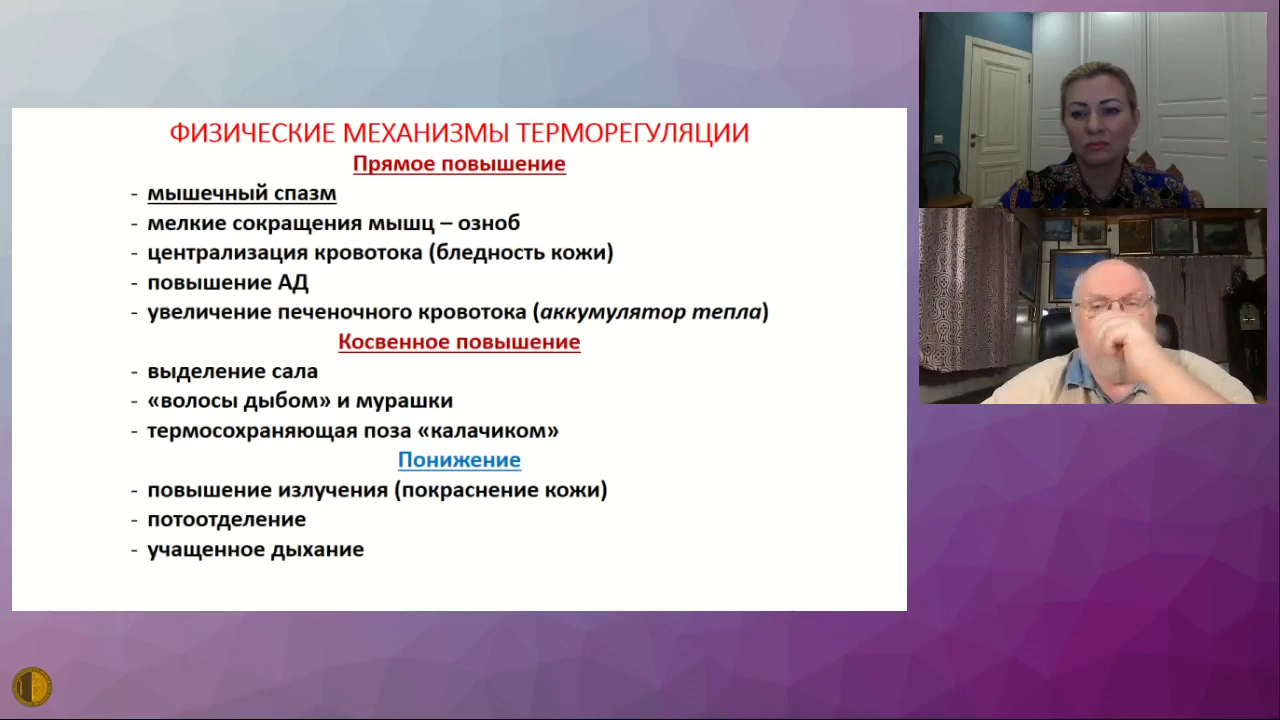 ФИЗИЧЕСКИЕ МЕХАНИЗМЫ ТЕРМОРЕГУЛЯЦИИ
Прямое повышение
- мышечный спазм
- мелкие сокращения мышц – озноб
- централизация кровотока (бледность кожи)
- повышение АД
- увеличение печеночного кровотока (аккумулятор тепла)
Косвенное повышение
- выделение сала
- «волосы дыбом» и мурашки
- термосохраняющая поза «калачиком»
Понижение
- повышение излучения (покраснение кожи)
- потоотделение
- учащенное дыхание